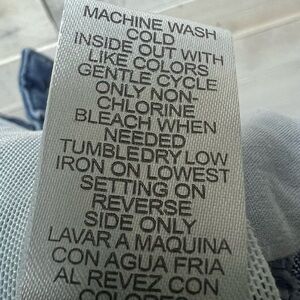 MACHINE WASH
COLD
INSIDE OUT WITH
LIKE COLORS
GENTLE CYCLE
ONLY NON-
CHLORINE
BLEACH WHEN
NEEDED
TUMBLEDRY LOW
IRON ON LOWEST
SETTING ON
REVERSE
SIDE ONLY
LAVAR A MAQUINA
CON AGUA FRIA
AL REVEZ CON